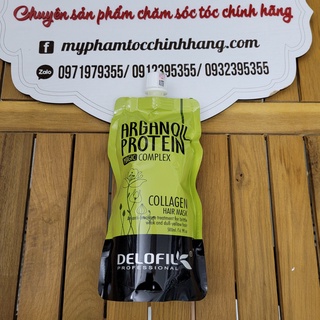 Chuyên sản phẩm chăm sóc tóc chính hãng
myphamtocchinhhang.com
Zalo 0971979355/ 0912395355/ 0932395355
ARGANOIL
PROTEIN
MAGIC COMPLEX
COLLAGEN
HAIR MASK
DELOFIL
PROFESSIONAL